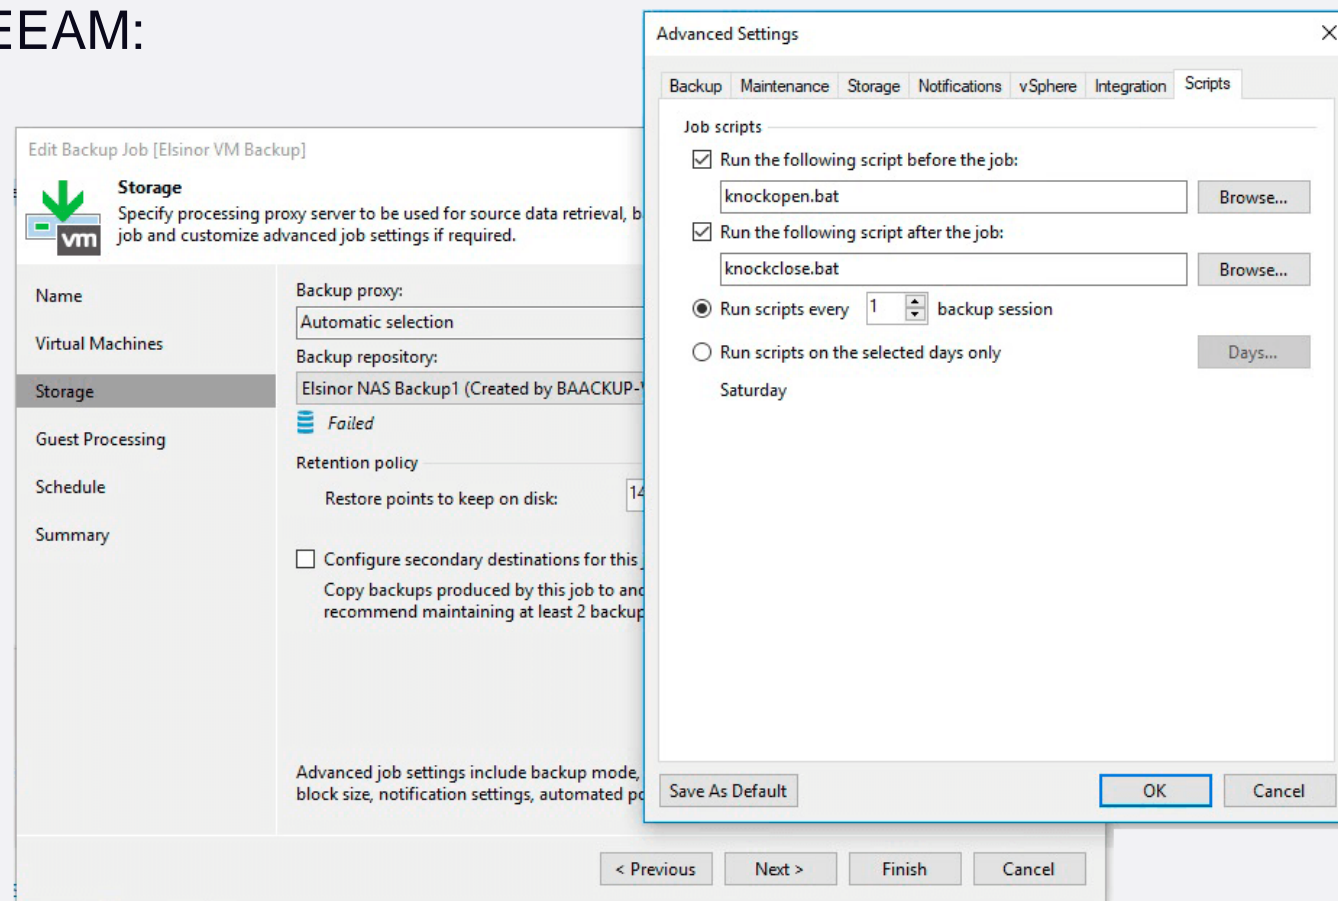 EEAM:
Edit Backup Job [Elsinor VM Backup]
vm
Storage
Specify processing proxy server to be used for source data retrieval, b
job and customize advanced job settings if required.
Name
Virtual Machines
Storage
Guest Processing
Schedule
Summary
Backup proxy:
Automatic selection
Backup repository:
Elsinor NAS Backup1 (Created by BAACKUP-
Failed
Retention policy
Restore points to keep on disk:
14
Configure secondary destinations for this
Copy backups produced by this job to ano
recommend maintaining at least 2 backup
Advanced job settings include backup mode,
block size, notification settings, automated po
< Previous
Next >
Finish
Cancel
Advanced Settings
Backup
Maintenance
Storage
Notifications
vSphere
Integration
Scripts
Job scripts
Run the following script before the job:
knockopen.bat
Browse...
Run the following script after the job:
knockclose.bat
Browse...
Run scripts every 1 backup session
Run scripts on the selected days only
Days...
Saturday
Save As Default
OK
Cancel